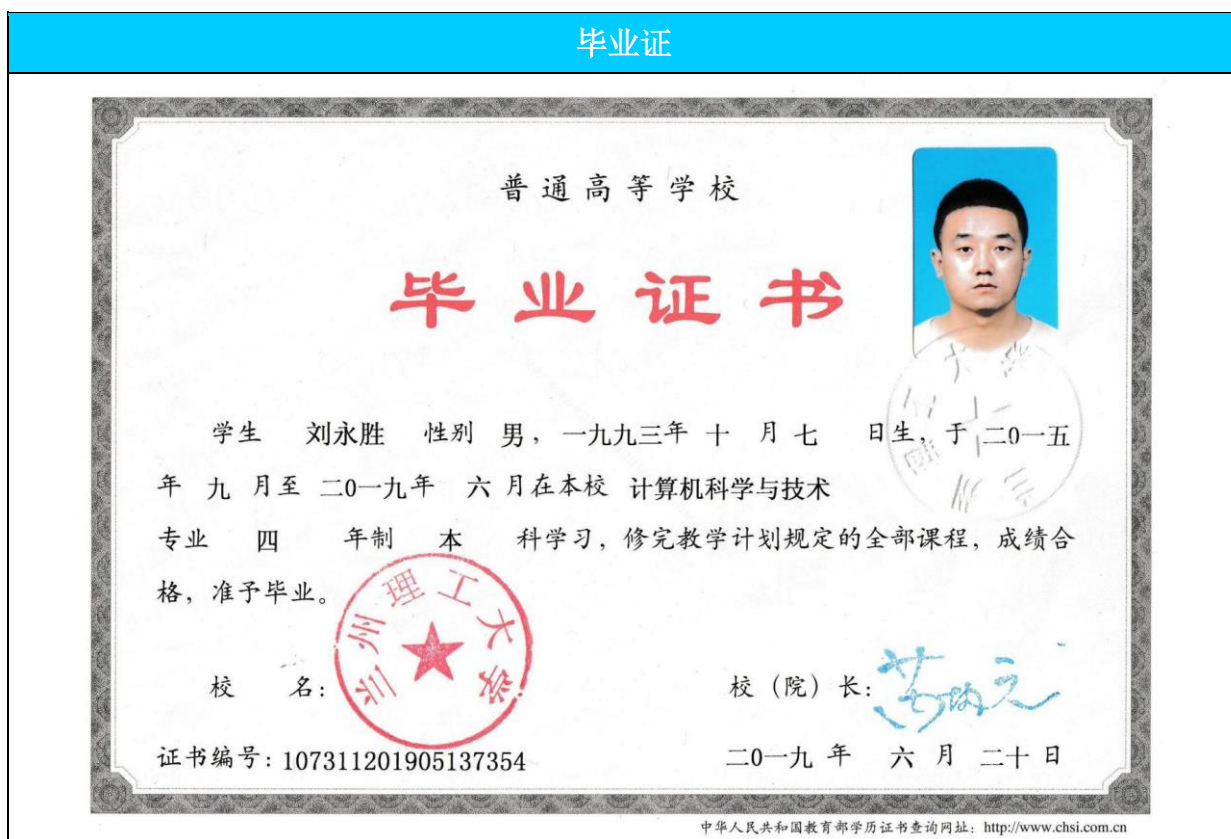 毕业证
普通高等学校
毕业证书
学生 刘永胜 性别 男，一九九三年 十 月 七 日生，于 二0一五
年 九 月至 二0一九年 六 月在本校 计算机科学与技术
专业 四 年制 本 科学习，修完教学计划规定的全部课程，成绩合
格，准予毕业。
兰州理工大学
校 名：
校（院）长：
证书编号：107311201905137354
二0一九 年 六 月 二十 日
中华人民共和国教育部学历证书查询网址：http://www.chsi.com.cn